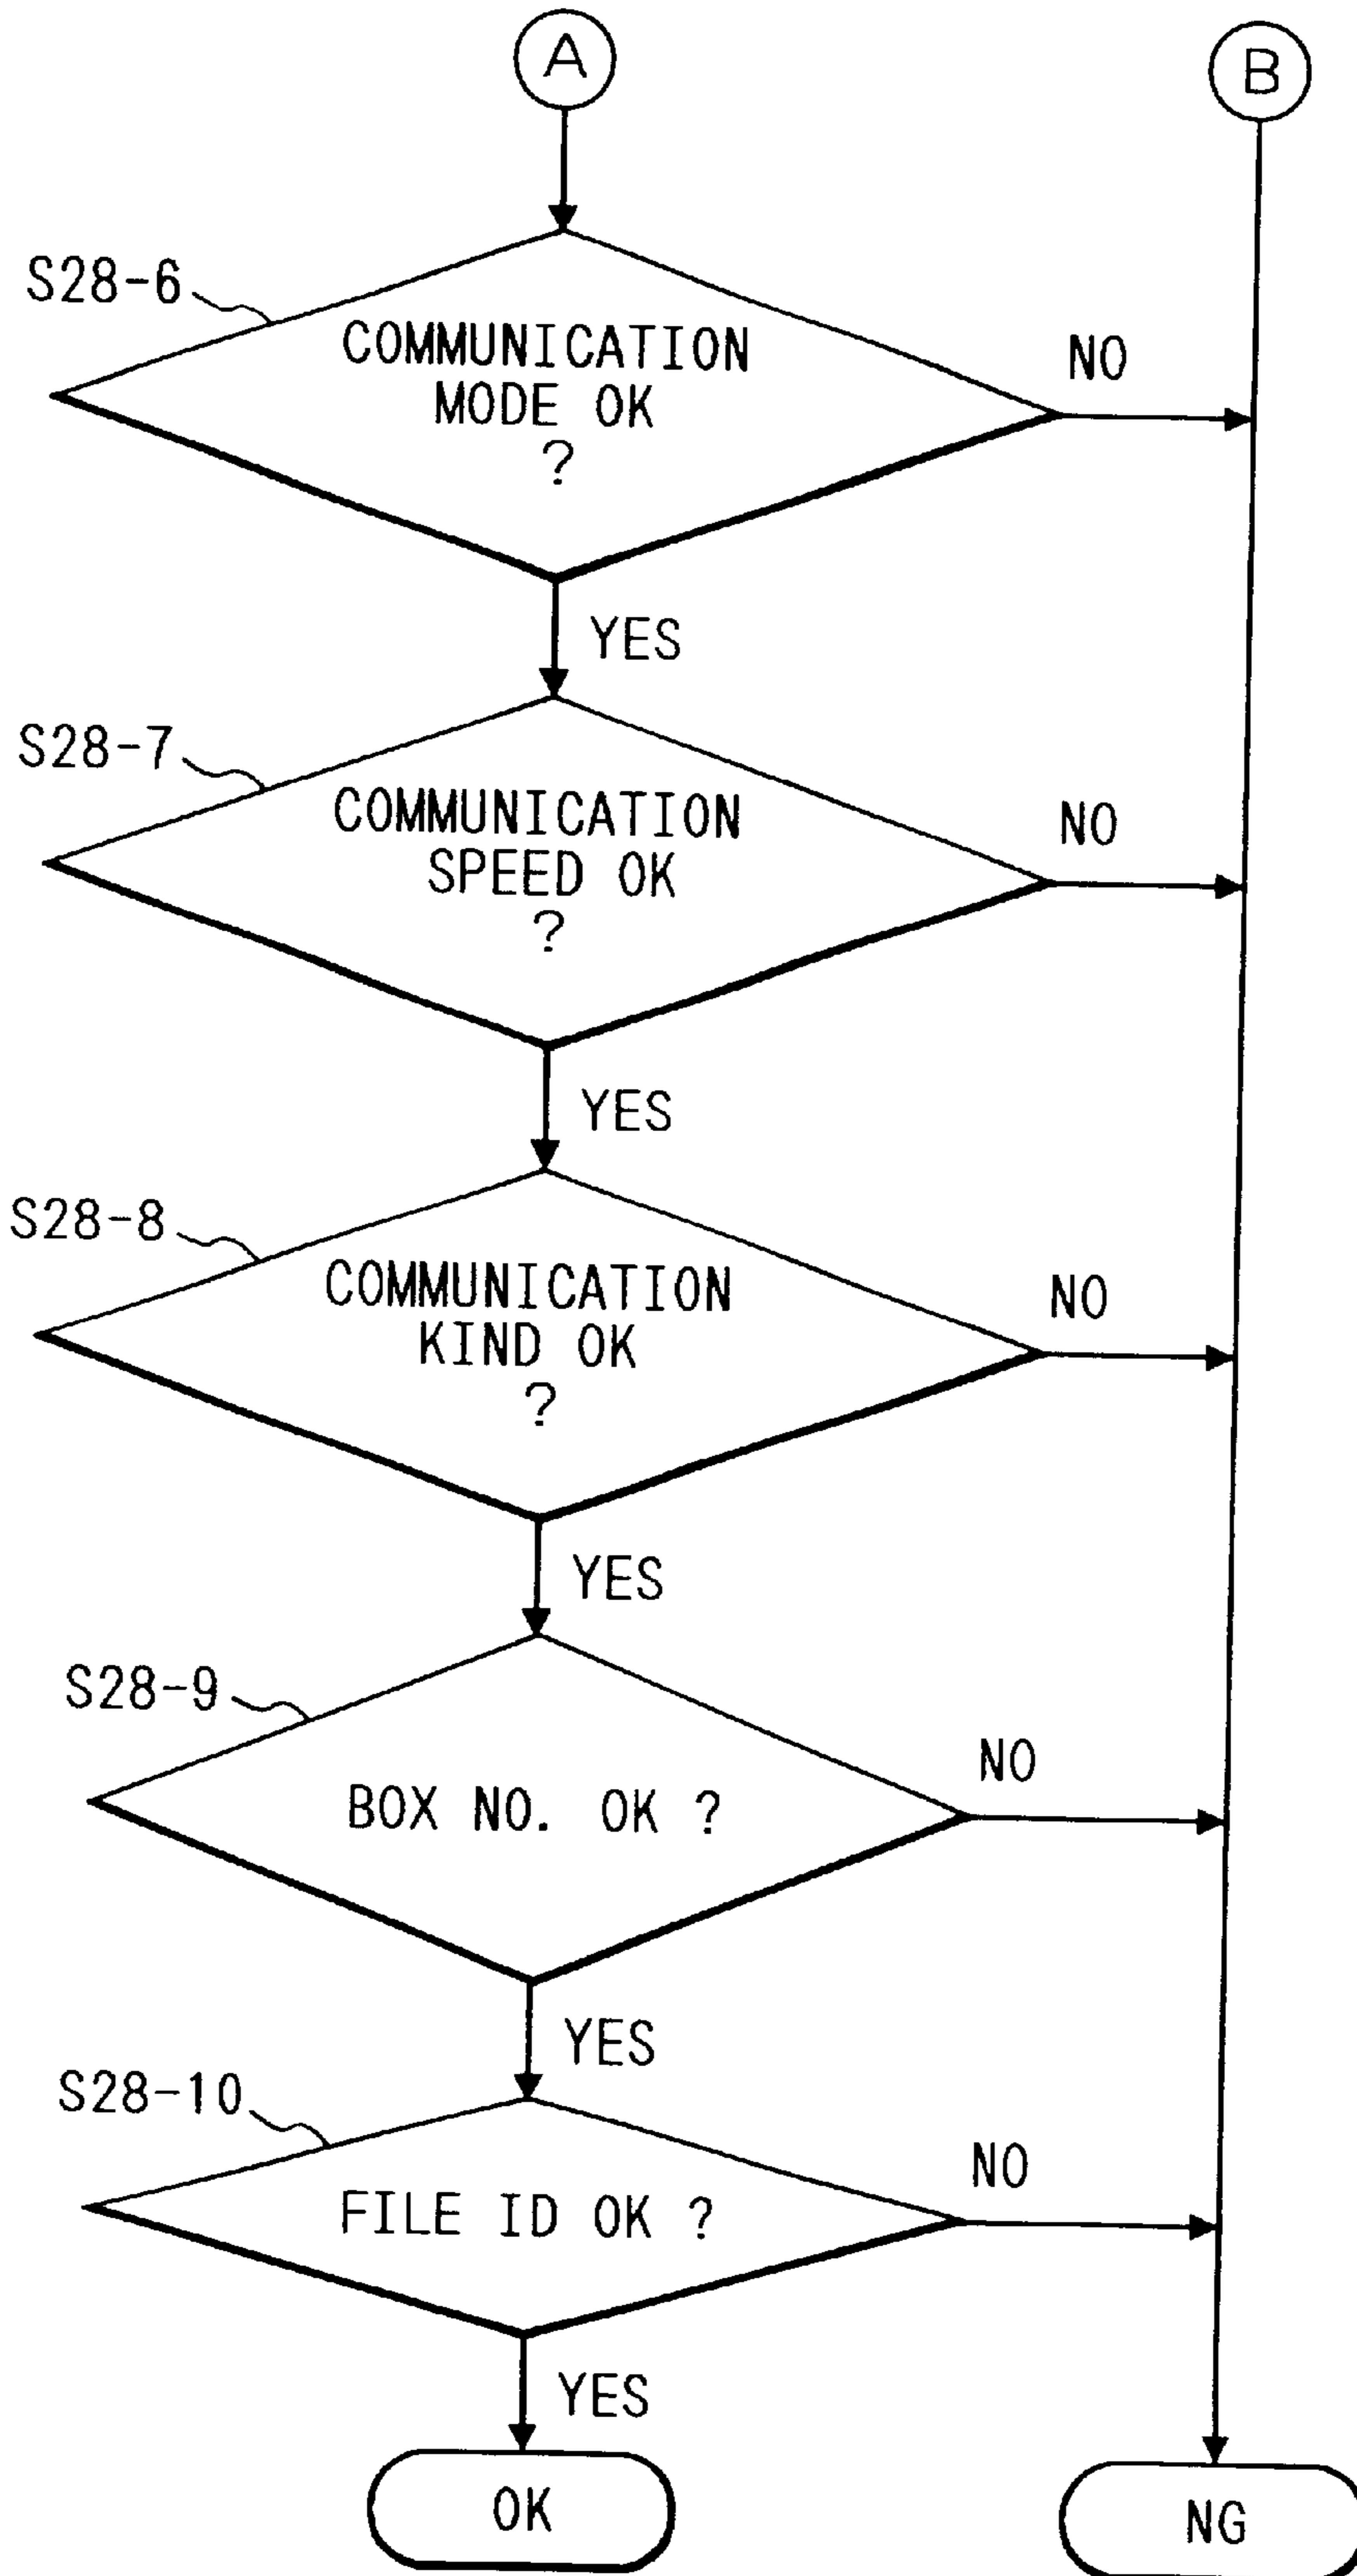 A
B
S28-6
COMMUNICATION
MODE OK
?
NO
YES
S28-7
COMMUNICATION
SPEED OK
?
NO
YES
S28-8
COMMUNICATION
KIND OK
?
NO
YES
S28-9
BOX NO. OK ?
NO
YES
S28-10
FILE ID OK ?
NO
YES
OK
NG